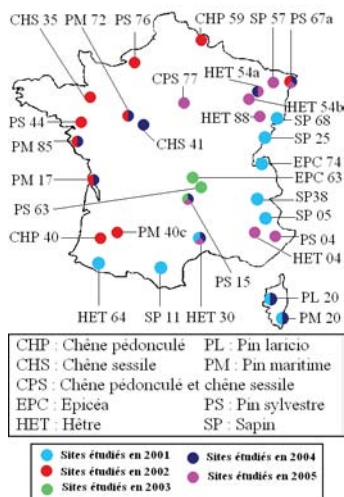 PS 76
CHP 59
SP 57
PS 67a
CHS 35
PM 72
CPS 77
HET 54a
HET 54b
PS 44
HET 88
SP 68
PM 85
CHS 41
SP 25
EPC 74
PM 17
EPC 63
PS 63
SP38
SP 05
CHP 40
PM 40c
PS 04
HET 04
PS 15
HET 64
SP 11
HET 30
PL 20
PM 20
CHP : Chêne pédonculé PL : Pin laricio
CHS : Chêne sessile PM : Pin maritime
CPS : Chêne pédonculé et chêne sessile
EPC : Epicéa PS : Pin sylvestre
HET : Hêtre SP : Sapin
Sites étudiés en 2001 Sites étudiés en 2004
Sites étudiés en 2002 Sites étudiés en 2005
Sites étudiés en 2003